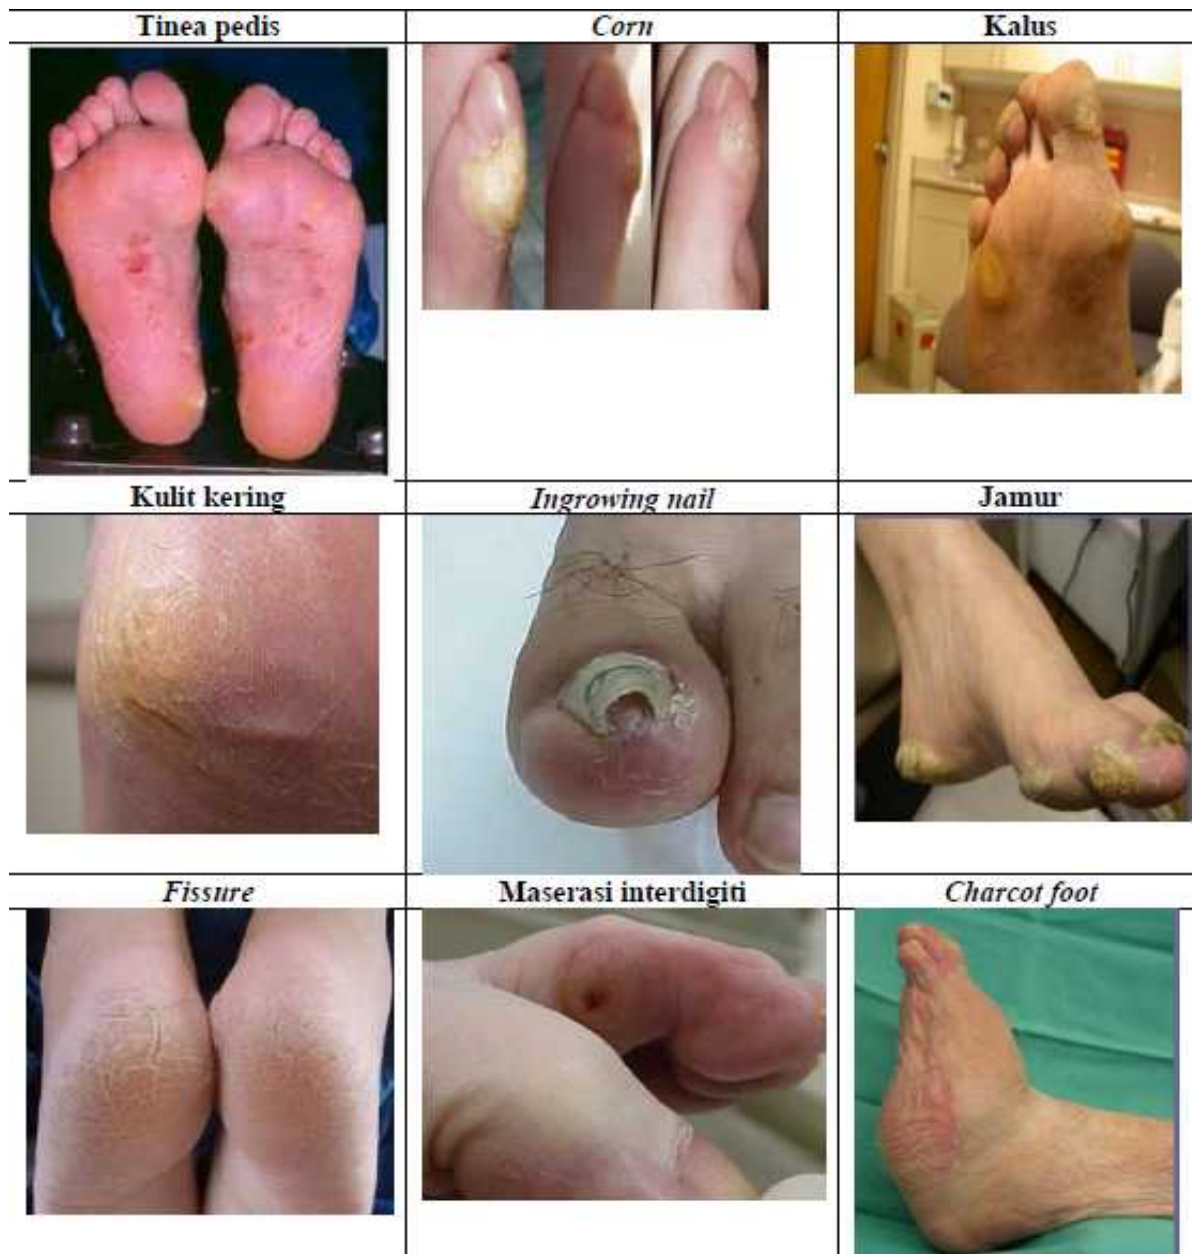 Tinea pedis
Corn
Kalus
Kulit kering
Ingrowing nail
Jamur
Fissure
Maserasi interdigiti
Charcot foot